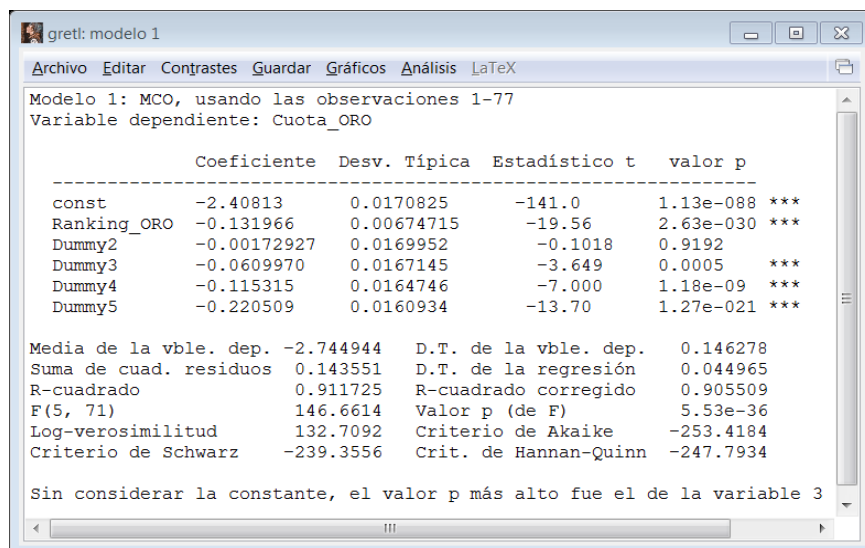 gretl: modelo 1
Archivo Editar Contrastes Guardar Gráficos Análisis LaTeX
Modelo 1: MCO, usando las observaciones 1-77
Variable dependiente: Cuota_ORO
Coeficiente Desv. Típica Estadístico t valor p
const -2.40813 0.0170825 -141.0 1.13e-088 ***
Ranking_ORO -0.131966 0.00674715 -19.56 2.63e-030 ***
Dummy2 -0.00172927 0.0169952 -0.1018 0.9192
Dummy3 -0.0609970 0.0167145 -3.649 0.0005 ***
Dummy4 -0.115315 0.0164746 -7.000 1.18e-09 ***
Dummy5 -0.220509 0.0160934 -13.70 1.27e-021 ***
Media de la vble. dep. -2.744944 D.T. de la vble. dep. 0.146278
Suma de cuad. residuos 0.143551 D.T. de la regresión 0.044965
R-cuadrado 0.911725 R-cuadrado corregido 0.905509
F(5, 71) 146.6614 Valor p (de F) 5.53e-36
Log-verosimilitud 132.7092 Criterio de Akaike -253.4184
Criterio de Schwarz -239.3556 Crit. de Hannan-Quinn -247.7934
Sin considerar la constante, el valor p más alto fue el de la variable 3